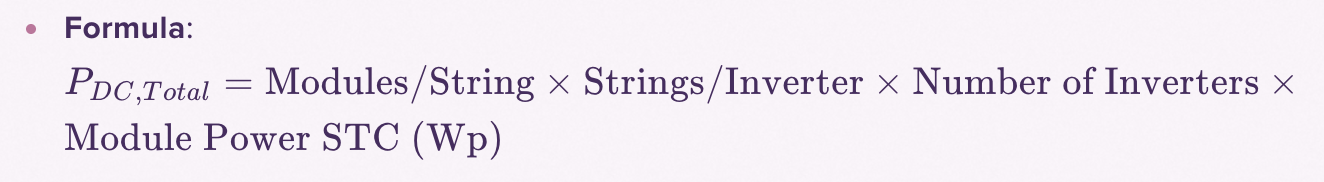 • Formula:
P_{DC,Total} = Modules/String × Strings/Inverter × Number of Inverters ×
Module Power STC (Wp)